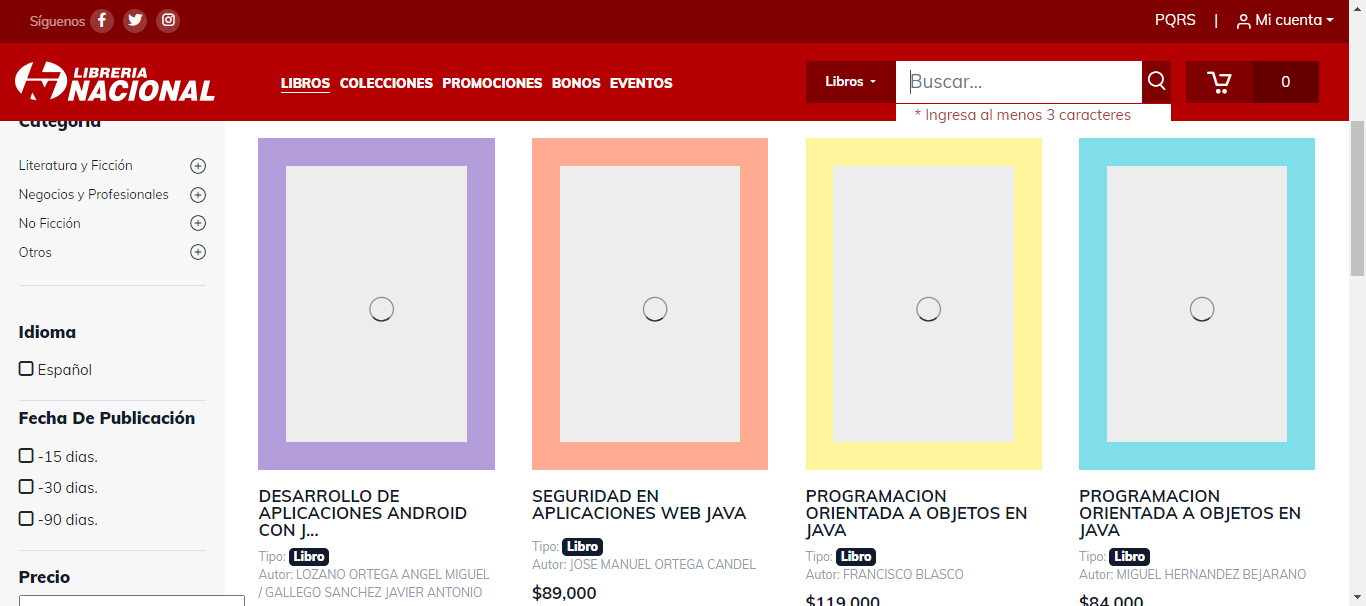 Síguenos
PQRS | Mi cuenta
LIBRERIA
NACIONAL
LIBROS COLECCIONES PROMOCIONES BONOS EVENTOS
Libros
Buscar...
0
* Ingresa al menos 3 caracteres
Categoría
Literatura y Ficción
Negocios y Profesionales
No Ficción
Otros
Idioma
Español
Fecha De Publicación
-15 dias.
-30 dias.
-90 dias.
Precio
DESARROLLO DE
APLICACIONES ANDROID
CON J...
Tipo: Libro
Autor: LOZANO ORTEGA ANGEL MIGUEL
/ GALLEGO SANCHEZ JAVIER ANTONIO
SEGURIDAD EN
APLICACIONES WEB JAVA
Tipo: Libro
Autor: JOSE MANUEL ORTEGA CANDEL
$89,000
PROGRAMACION
ORIENTADA A OBJETOS EN
JAVA
Tipo: Libro
Autor: FRANCISCO BLASCO
$119,000
PROGRAMACION
ORIENTADA A OBJETOS EN
JAVA
Tipo: Libro
Autor: MIGUEL HERNANDEZ BEJARANO
$84,000